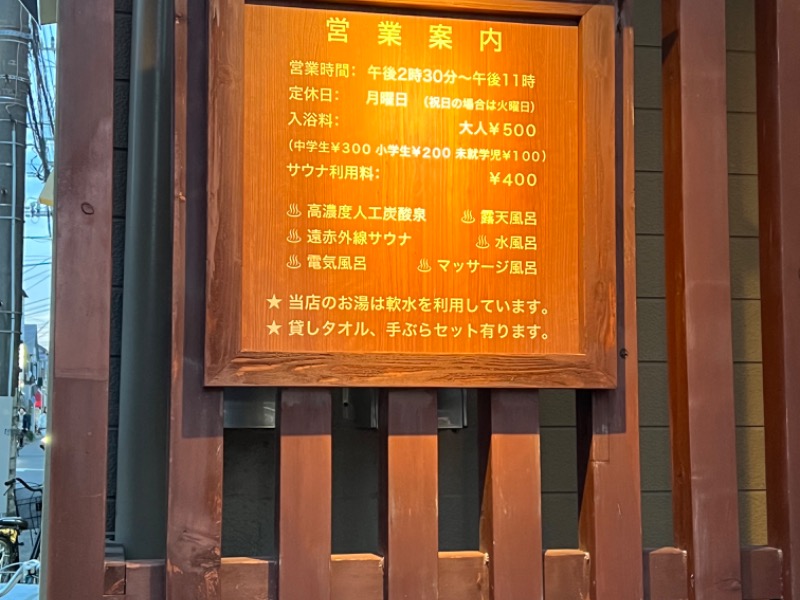 営業案内
営業時間： 午後2時30分〜午後11時
定休日： 月曜日 （祝日の場合は火曜日）
入浴料： 大人￥500
（中学生￥300 小学生￥200 未就学児￥100）
サウナ利用料： ￥400
♨ 高濃度人工炭酸泉 ♨ 露天風呂
♨ 遠赤外線サウナ ♨ 水風呂
♨ 電気風呂 ♨ マッサージ風呂
★ 当店のお湯は軟水を利用しています。
★ 貸しタオル、手ぶらセット有ります。